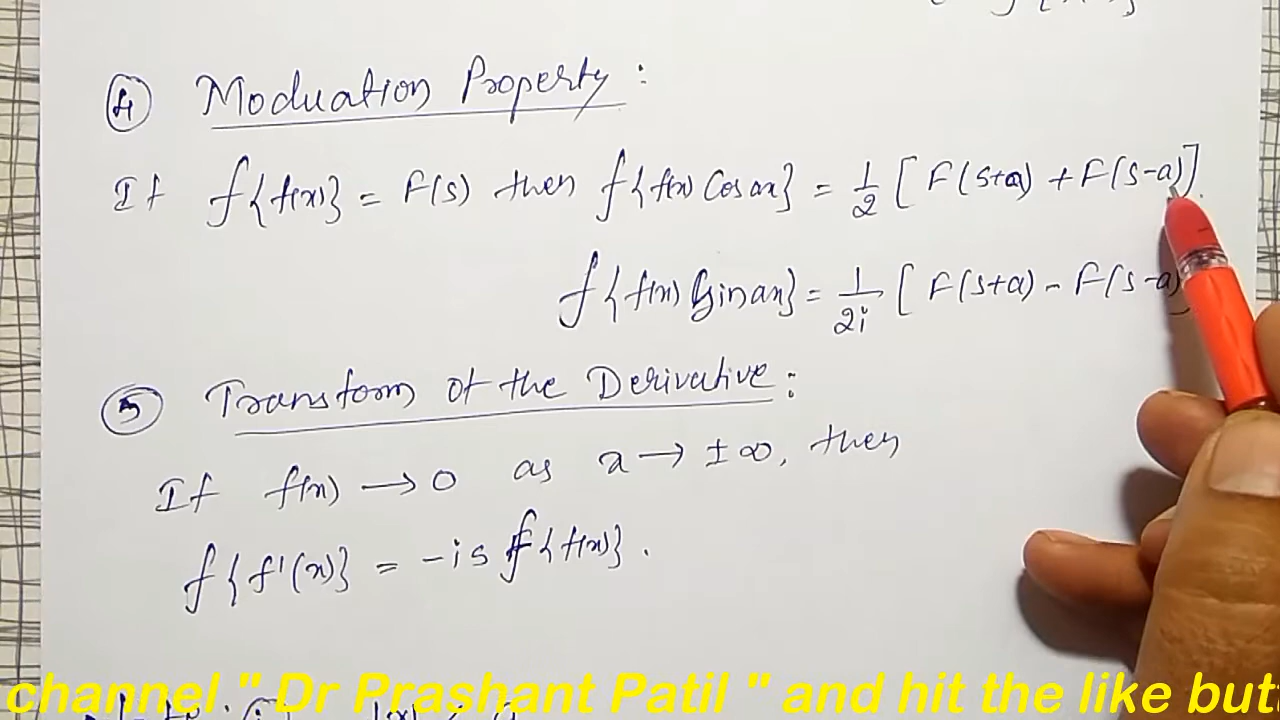 ④ Moduation Property :
If f{f(x)} = F(s) then f{f(x) Cos ax} = 1/2 [F(s+a) + F(s-a)].
f{f(x) Sin ax} = 1/2i [F(s+a) - F(s-a)
⑤ Transform of the Derivative :
If f(x) → 0 as x → ± ∞, then
f{f'(x)} = -is f{f(x)}.
channel " Dr Prashant Patil " and hit the like but